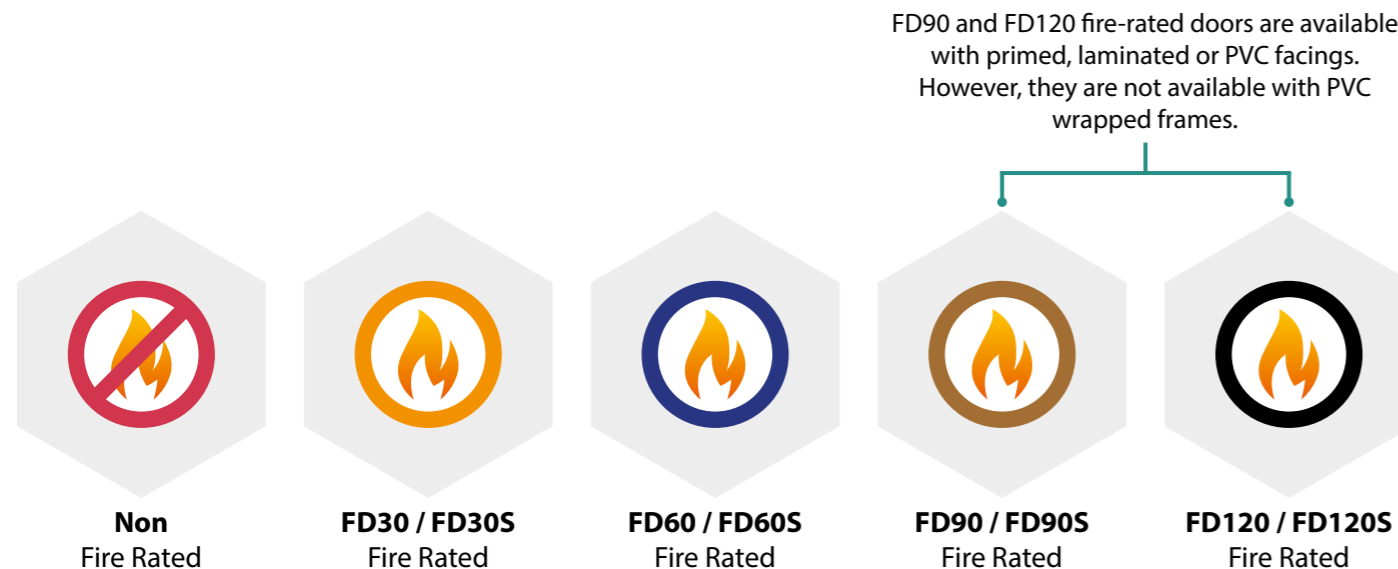 FD90 and FD120 fire-rated doors are available
with primed, laminated or PVC facings.
However, they are not available with PVC
wrapped frames.
Non
Fire Rated
FD30 / FD30S
Fire Rated
FD60 / FD60S
Fire Rated
FD90 / FD90S
Fire Rated
FD120 / FD120S
Fire Rated